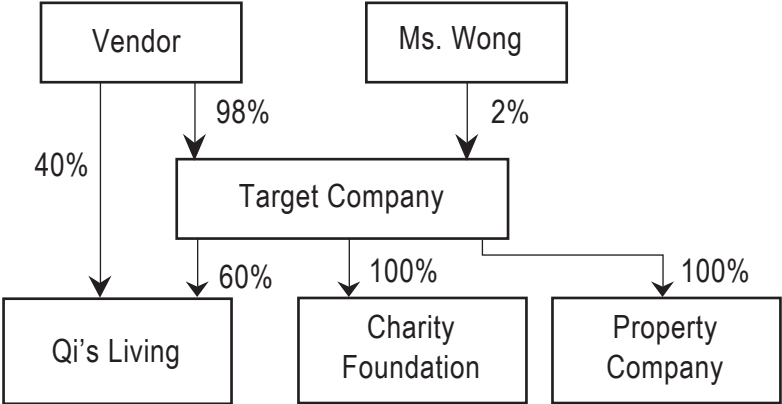 Vendor
Ms. Wong
98%
2%
40%
Target Company
60%
100%
100%
Qi’s Living
Charity
Foundation
Property
Company